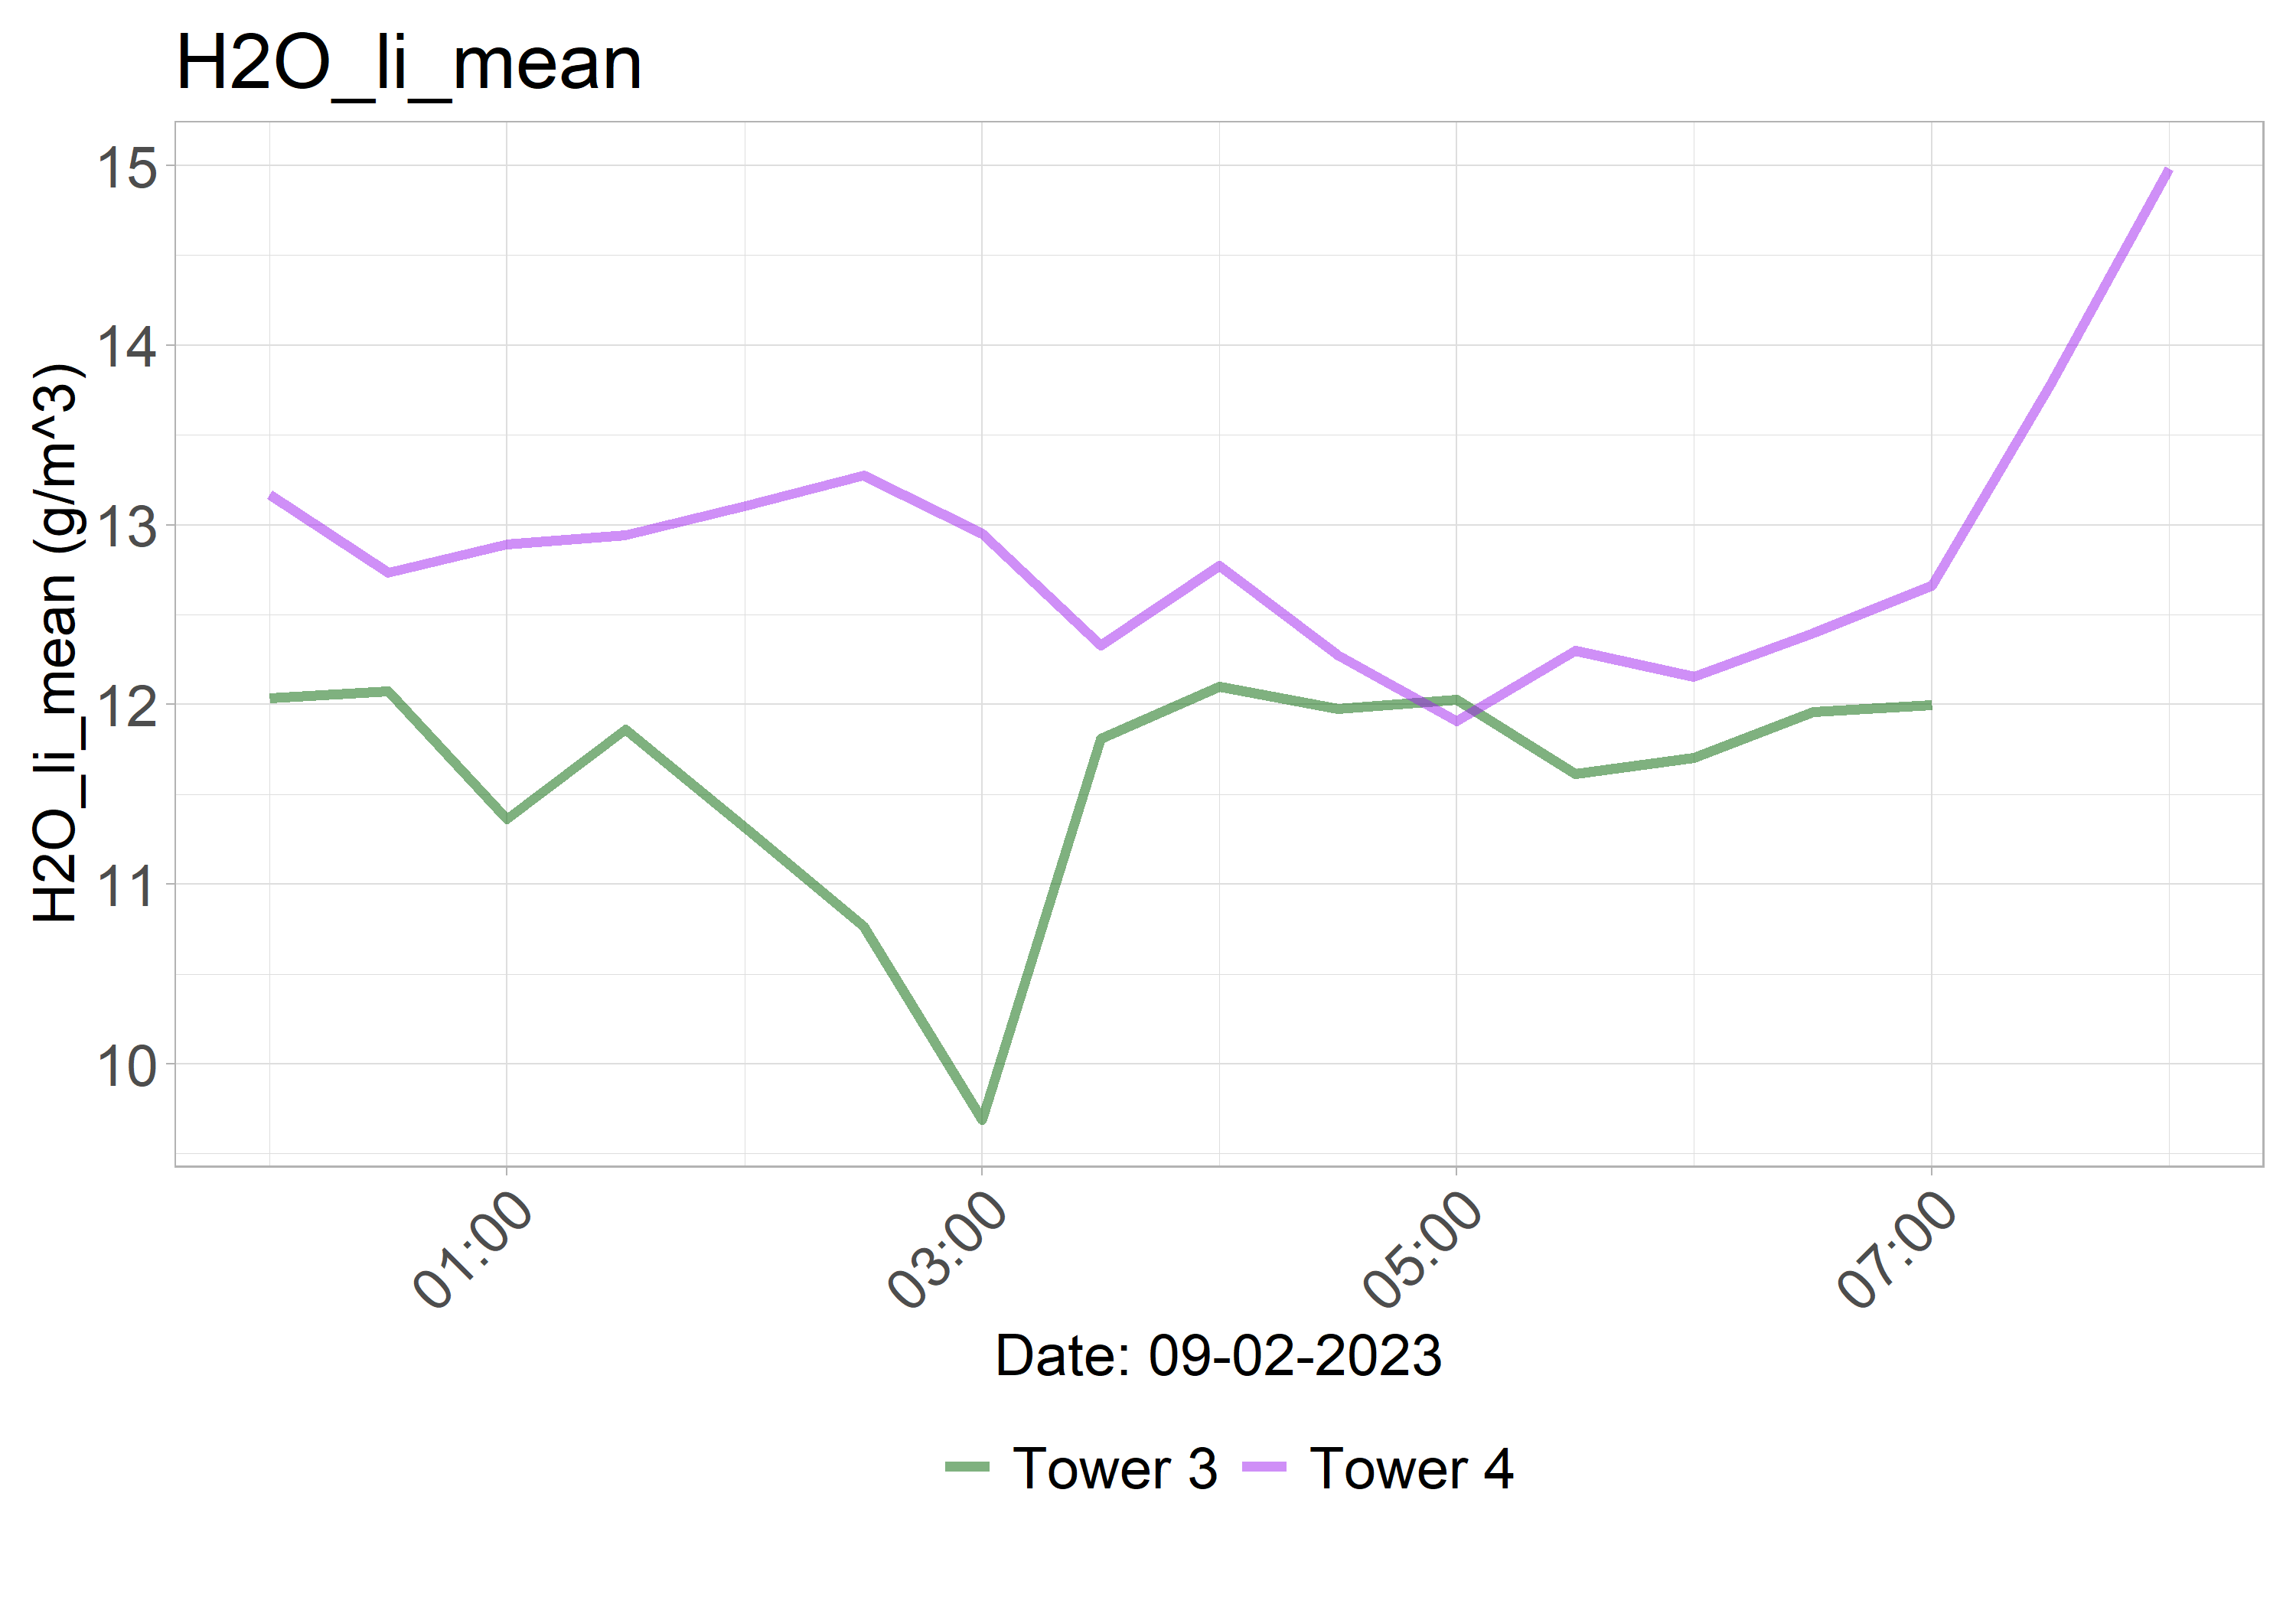 H2O_li_mean
H2O_li_mean (g/m^3)
15
14
13
12
11
10
01:00
03:00
05:00
07:00
Date: 09-02-2023
Tower 3
Tower 4